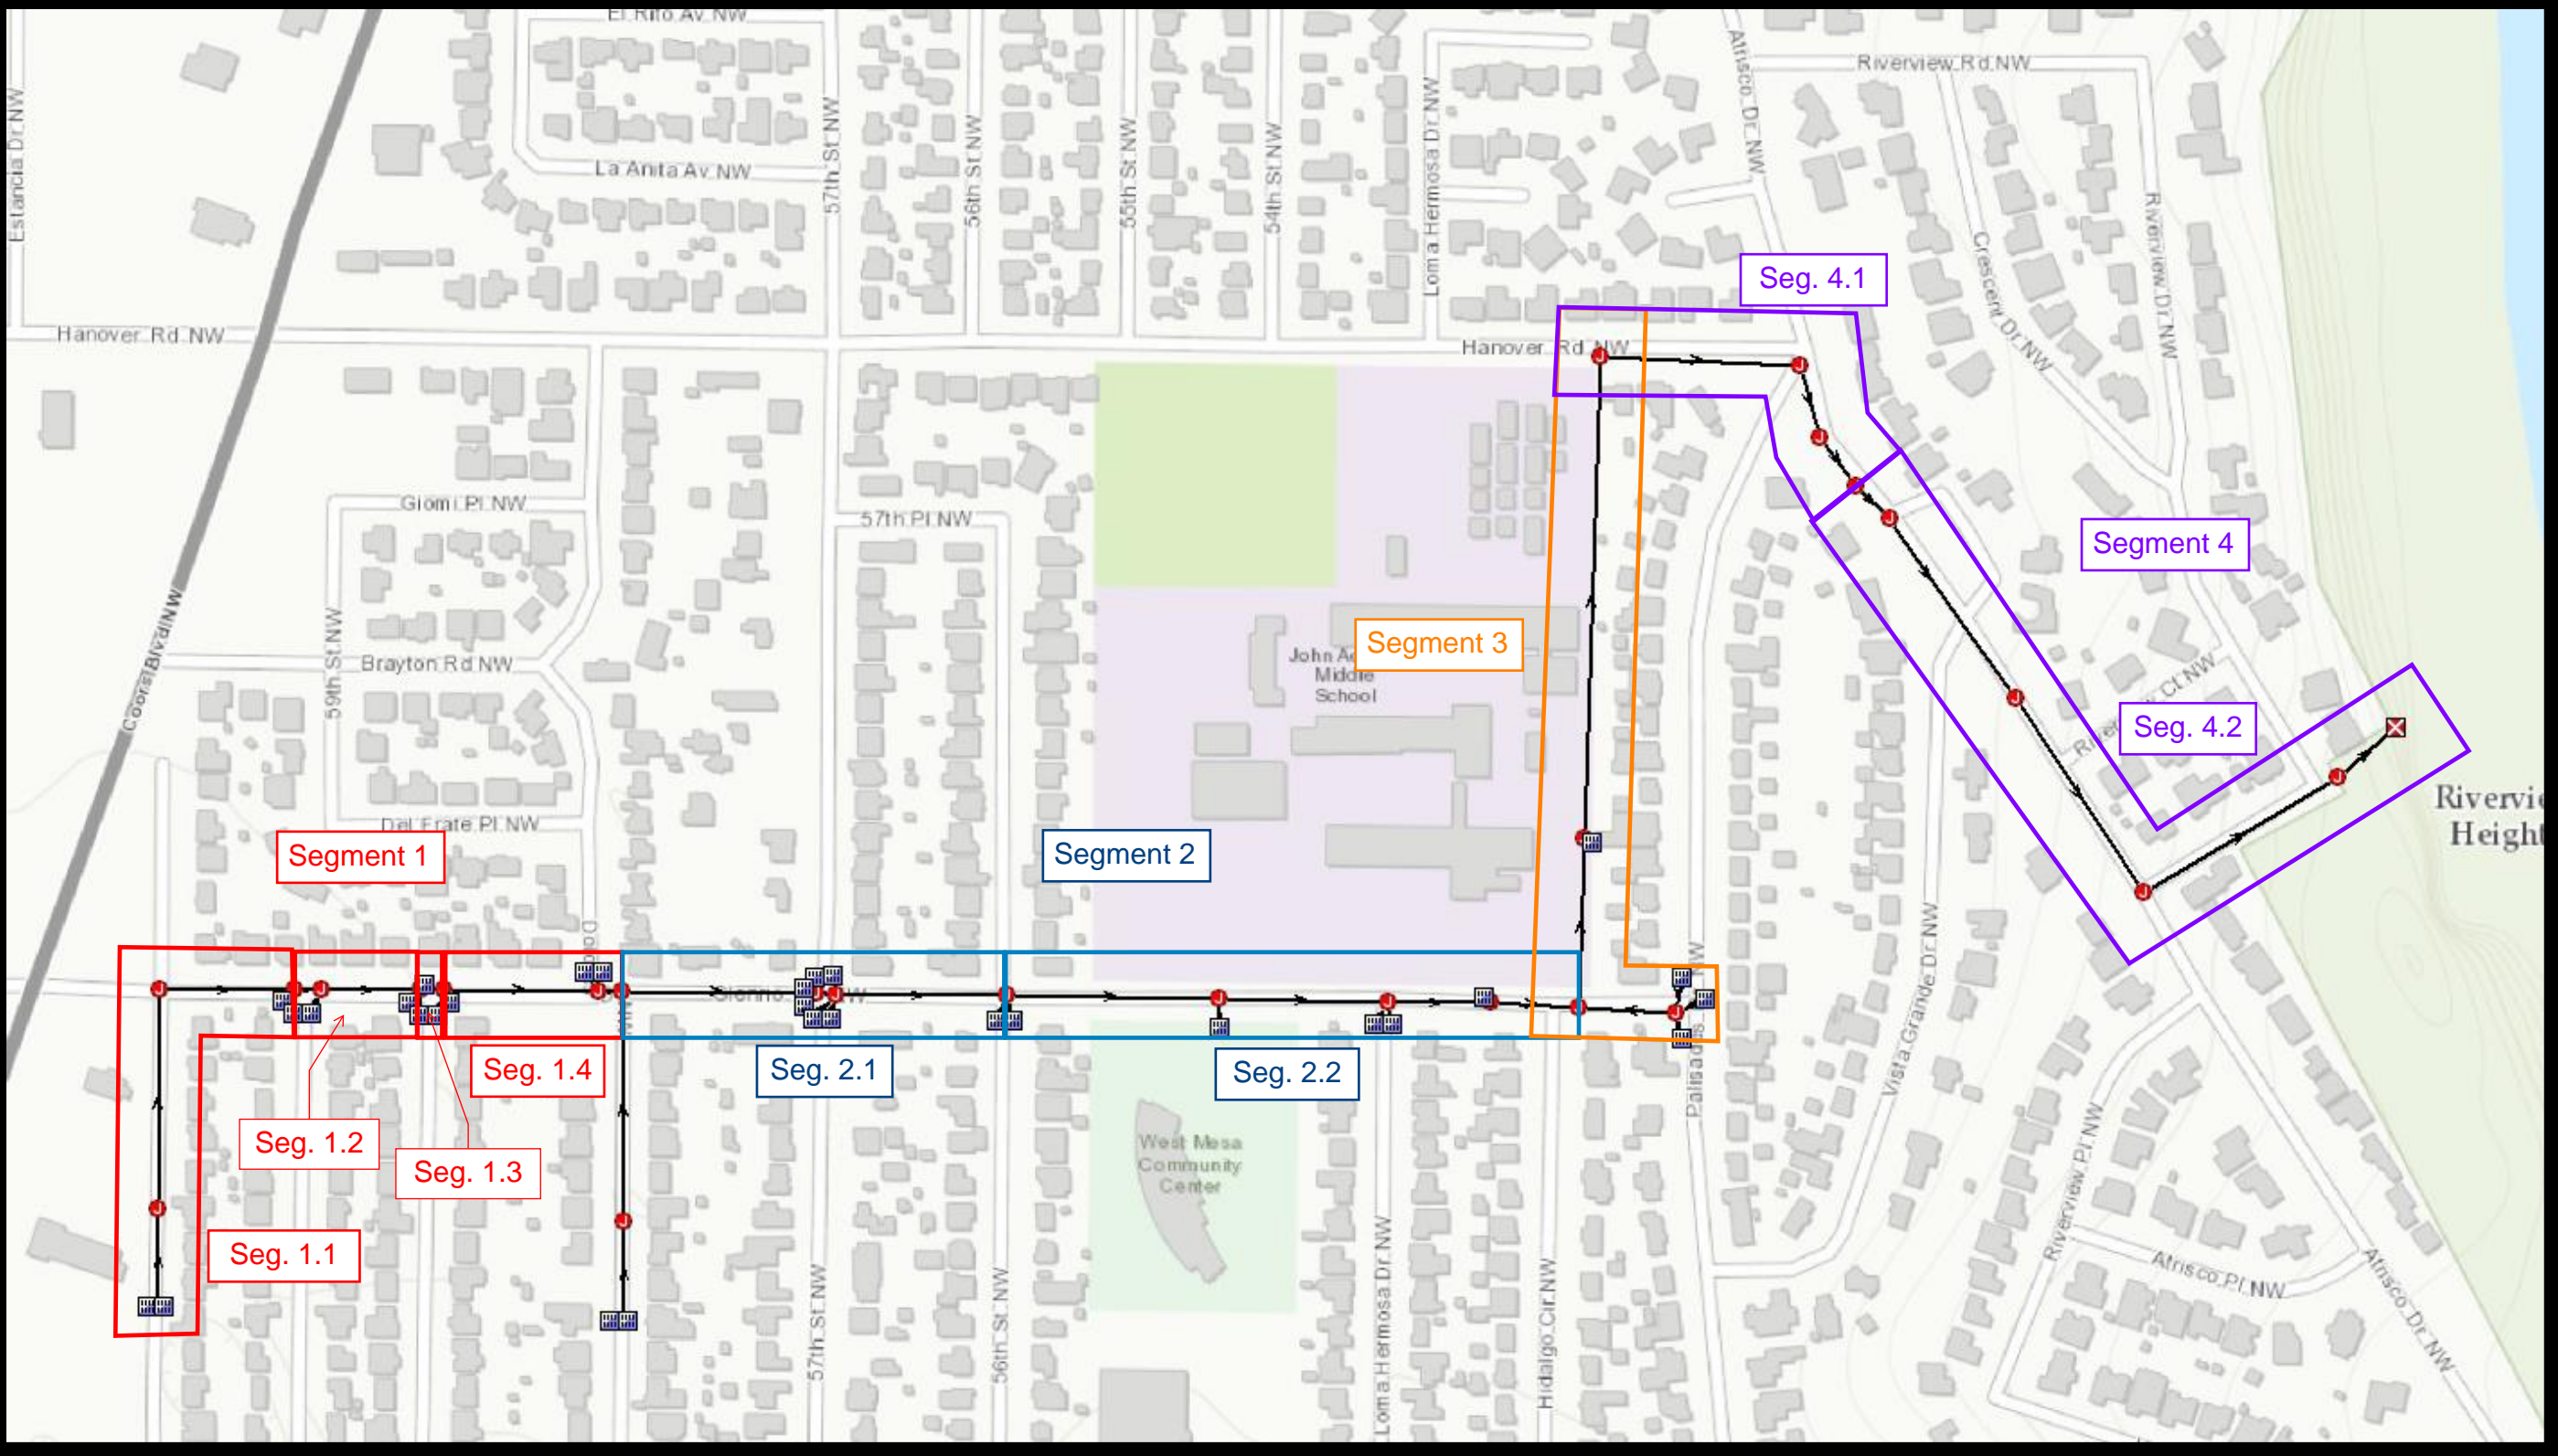 El Rito Av NW
Estancia Dr NW
La Anita Av NW
57th St NW
56th St NW
55th St NW
54th St NW
Loma Hermosa Dr NW
Atrisco Dr NW
Riverview Rd NW
Riverview Dr NW
Crescent Dr NW
Seg. 4.1
Hanover Rd NW
Hanover Rd NW
Giomi Pl NW
57th Pl NW
Segment 4
Coors Blvd NW
59th St NW
Brayton Rd NW
Segment 3
John A
Middle
School
Ct NW
Seg. 4.2
Del Frate Pl NW
Rivervie
Height
Segment 1
Segment 2
NW
Vista Grande Dr NW
Seg. 1.4
Seg. 2.1
Seg. 2.2
Palisades
Seg. 1.2
Seg. 1.3
West Mesa
Community
Center
Seg. 1.1
57th St NW
56th St NW
Loma Hermosa Dr NW
Hidalgo Cir NW
Riverview Pl NW
Atrisco Pl NW
Atrisco Dr NW